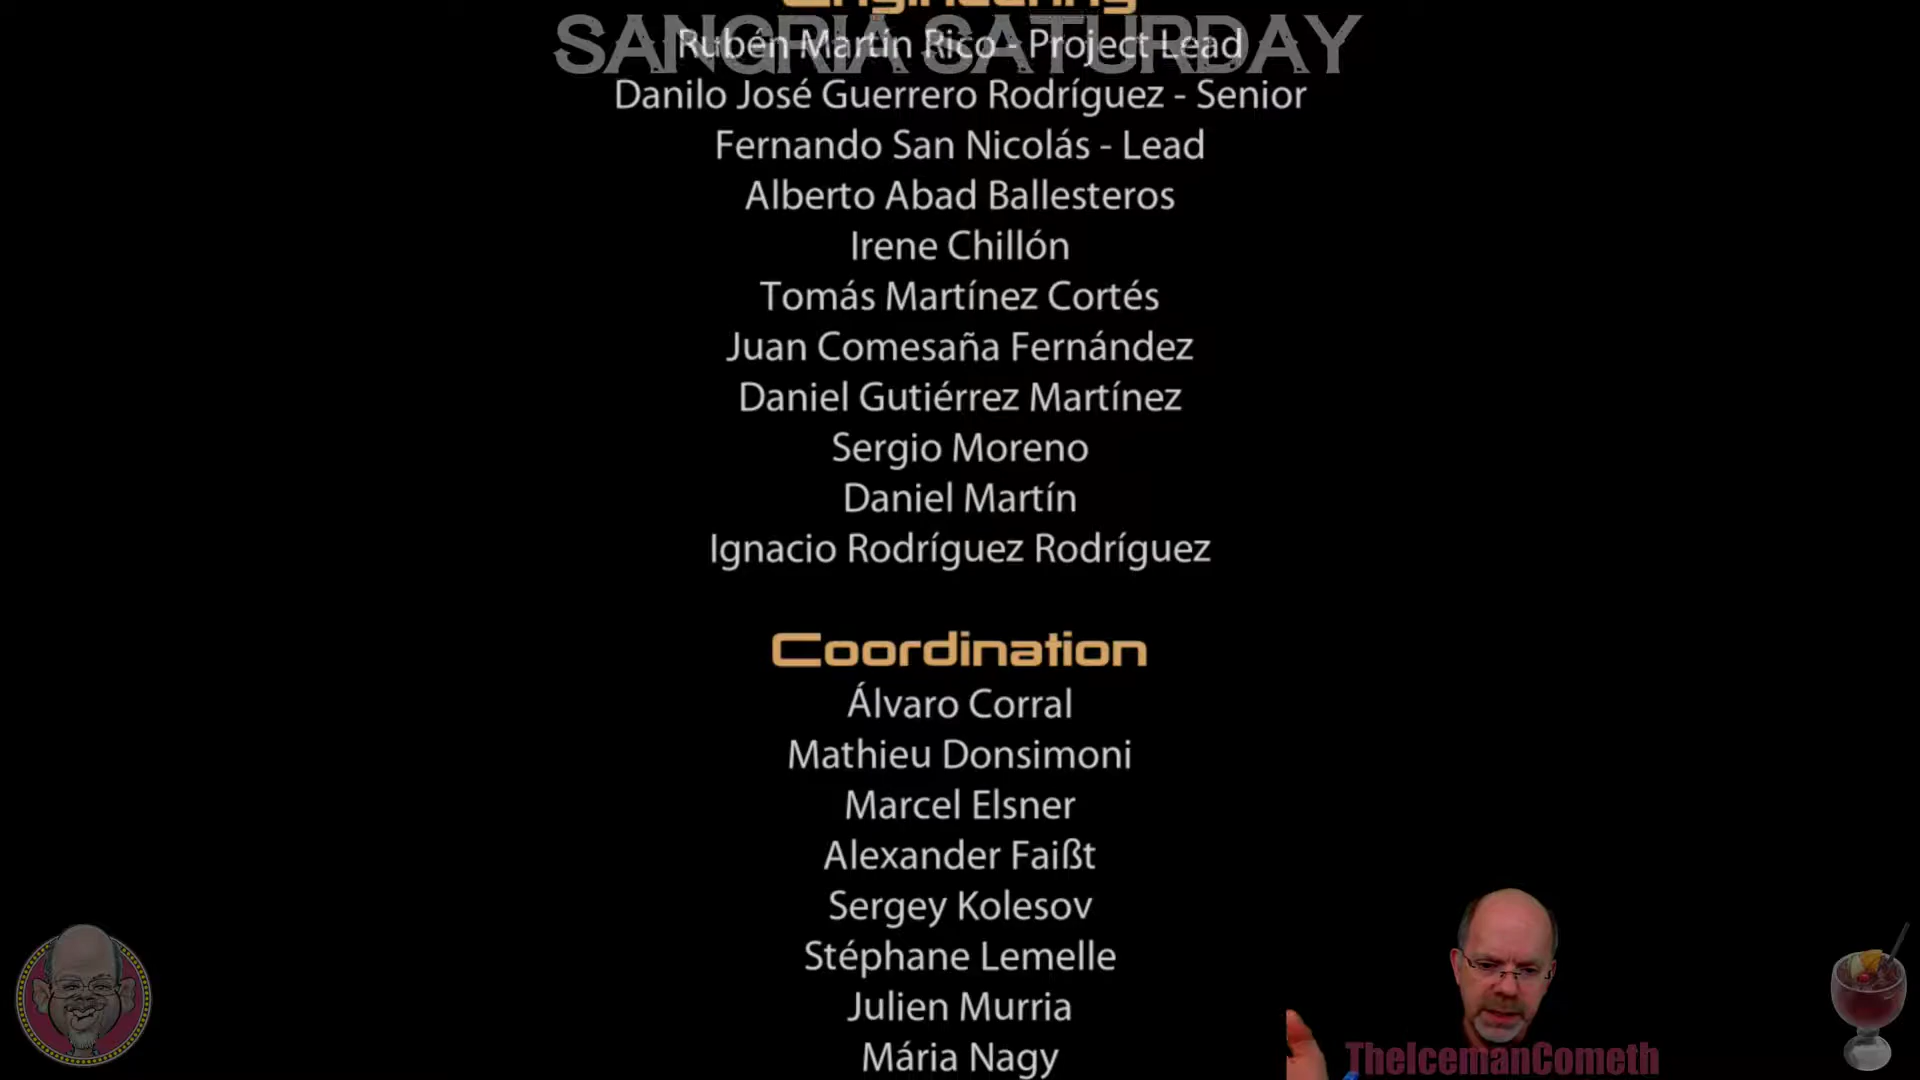 Engineering
SANGRIA SATURDAY
Rubén Martín Rico - Project Lead
Danilo José Guerrero Rodríguez - Senior
Fernando San Nicolás - Lead
Alberto Abad Ballesteros
Irene Chillón
Tomás Martínez Cortés
Juan Comesaña Fernández
Daniel Gutiérrez Martínez
Sergio Moreno
Daniel Martín
Ignacio Rodríguez Rodríguez
Coordination
Álvaro Corral
Mathieu Donsimoni
Marcel Elsner
Alexander Faißt
Sergey Kolesov
Stéphane Lemelle
Julien Murria
Mária Nagy
TheIcemanCometh